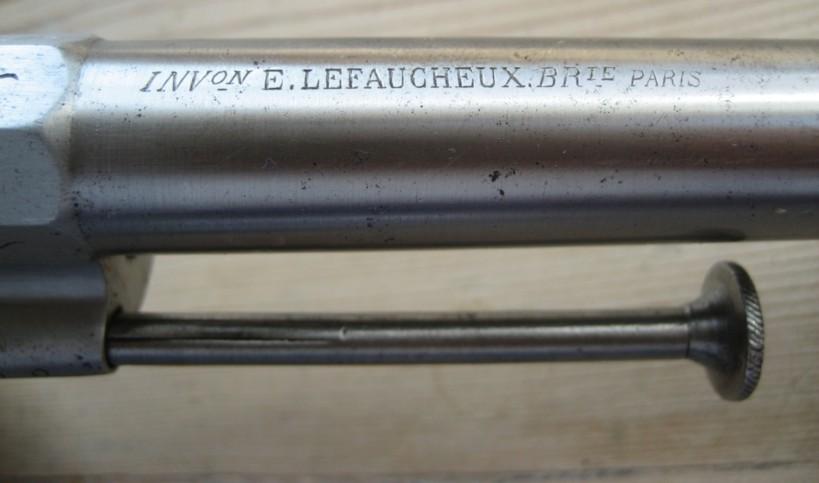 INVON E. LEFAUCHEUX. BRTE PARIS